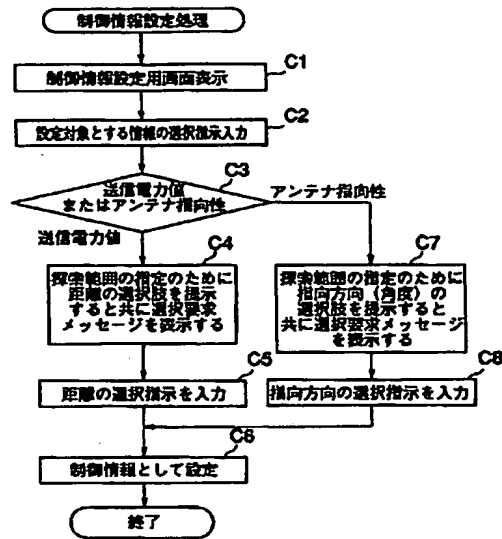 制御情報設定処理
C1
制御情報設定用画面表示
C2
設定対象とする情報の選択指示入力
C3
送信電力値
またはアンテナ指向性
アンテナ指向性
送信電力値
C4
探索範囲の指定のために
距離の選択肢を提示
すると共に選択要求
メッセージを表示する
C7
探索範囲の指定のために
指向方向(角度)の
選択肢を提示すると
共に選択要求メッセージ
を表示する
C5
距離の選択指示を入力
C8
指向方向の選択指示を入力
C6
制御情報として設定
終了